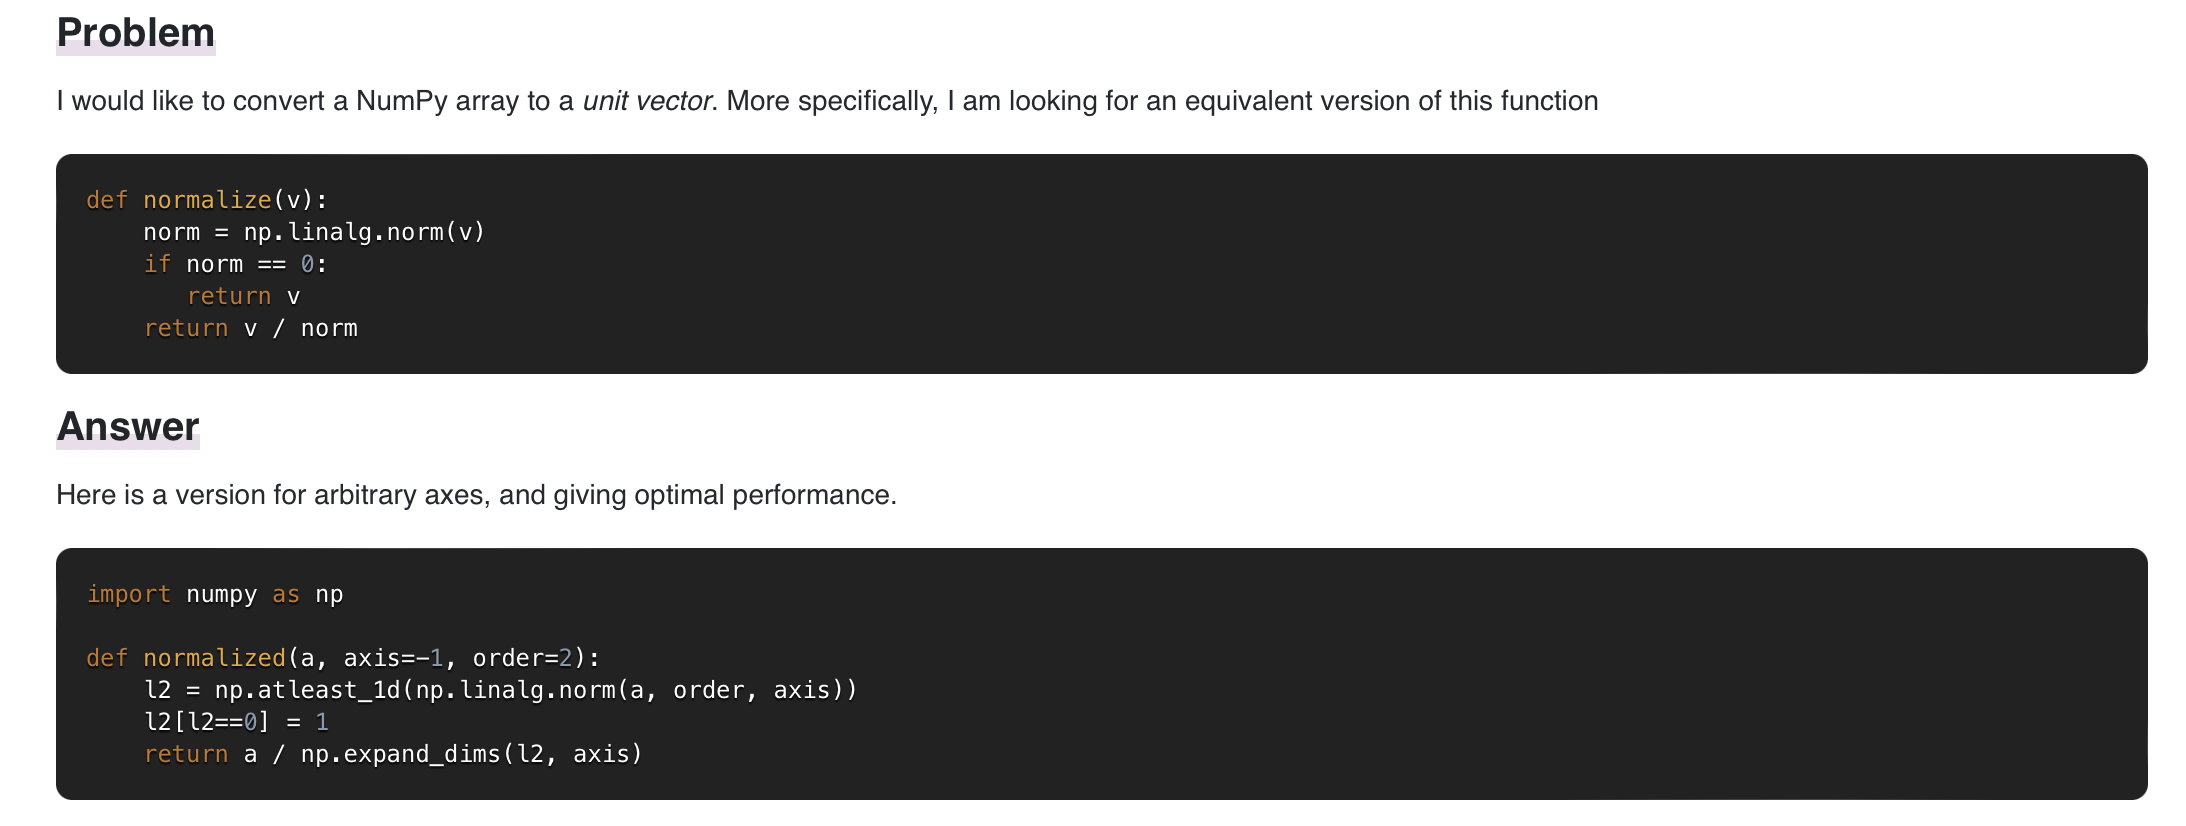 Problem
I would like to convert a NumPy array to a unit vector. More specifically, I am looking for an equivalent version of this function
def normalize(v):
    norm = np.linalg.norm(v)
    if norm == 0:
       return v
    return v / norm
Answer
Here is a version for arbitrary axes, and giving optimal performance.
import numpy as np

def normalized(a, axis=-1, order=2):
    l2 = np.atleast_1d(np.linalg.norm(a, order, axis))
    l2[l2==0] = 1
    return a / np.expand_dims(l2, axis)